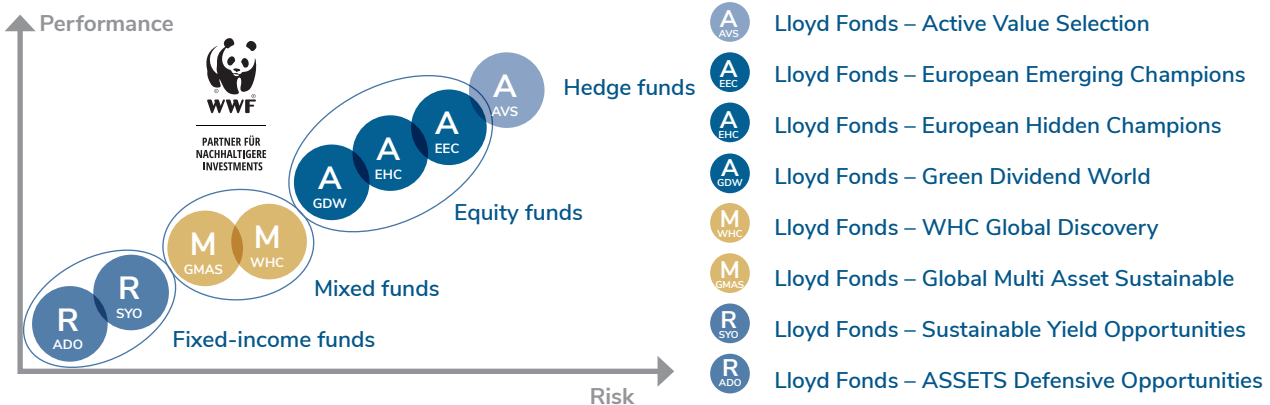 Performance
WWF
PARTNER FÜR
NACHHALTIGERE
INVESTMENTS
A
AVS
Hedge funds
A
EEC
A
EHC
A
GDW
Equity funds
M
GMAS
M
WHC
Mixed funds
R
SYO
R
ADO
Fixed-income funds
Risk
A
AVS
Lloyd Fonds – Active Value Selection
A
EEC
Lloyd Fonds – European Emerging Champions
A
EHC
Lloyd Fonds – European Hidden Champions
A
GDW
Lloyd Fonds – Green Dividend World
M
WHC
Lloyd Fonds – WHC Global Discovery
M
GMAS
Lloyd Fonds – Global Multi Asset Sustainable
R
SYO
Lloyd Fonds – Sustainable Yield Opportunities
R
ADO
Lloyd Fonds – ASSETS Defensive Opportunities